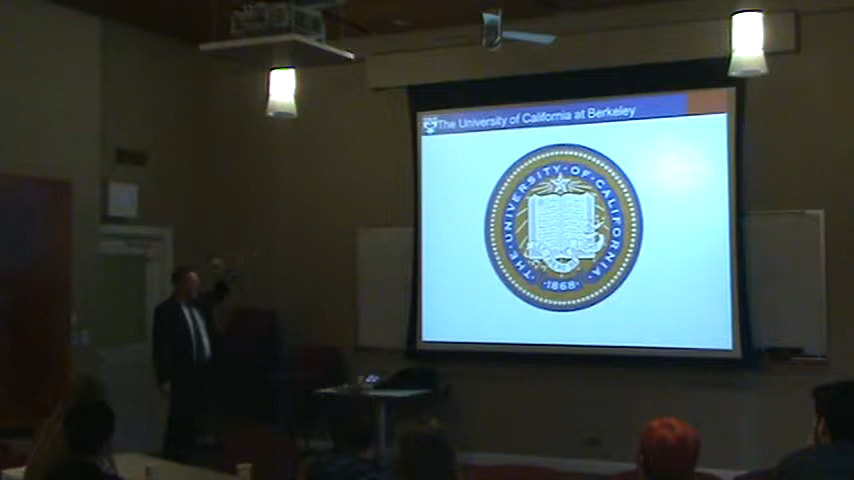 The University of California at Berkeley
·THE·UNIVERSITY·OF·CALIFORNIA·
·1868·